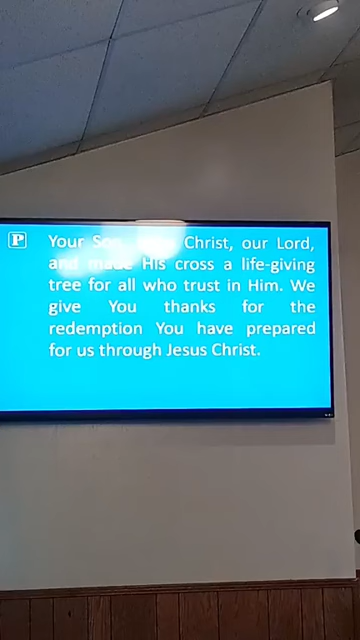 P Your Son, Christ, our Lord,
and made His cross a life-giving
tree for all who trust in Him. We
give You thanks for the
redemption You have prepared
for us through Jesus Christ.